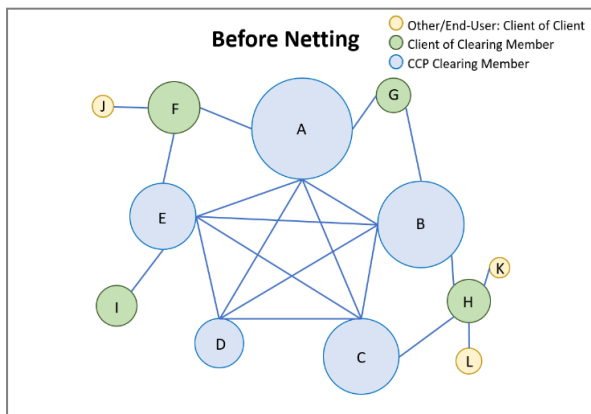 Before Netting
Other/End-User: Client of Client
Client of Clearing Member
CCP Clearing Member
J
F
A
G
E
B
K
I
H
D
C
L